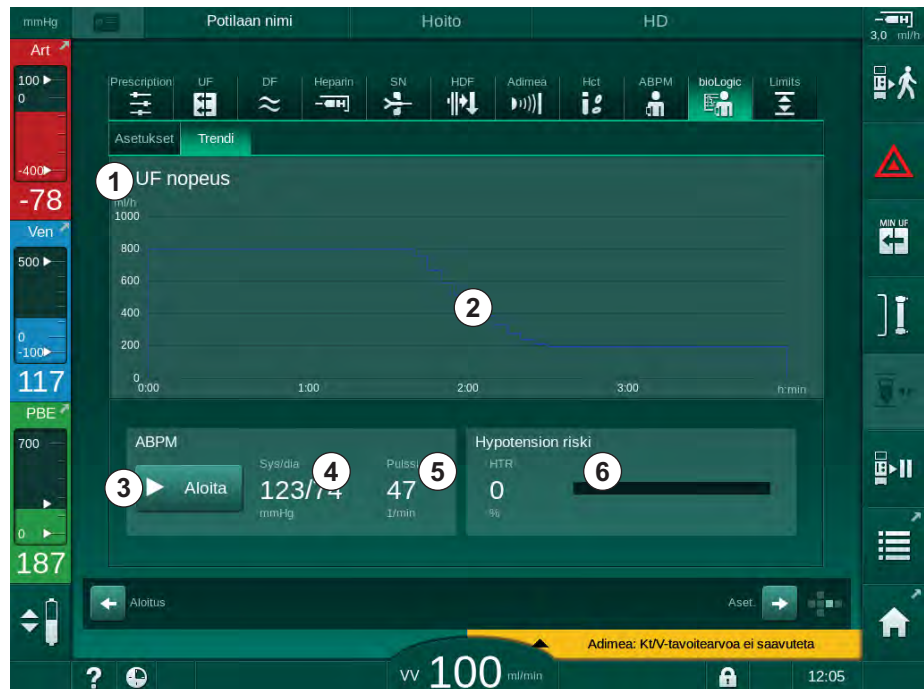 mmHg
Potilaan nimi
Hoito
HD
3,0 ml/h
Art
100
0
-400
-78
Ven
500
0
-100
117
PBE
700
0
187
Prescription
UF
DF
Heparin
SN
HDF
Adimea
Hct
ABPM
bioLogic
Limits
Asetukset
Trendi
1
UF nopeus
ml/h
1000
800
600
400
200
0
0:00
1:00
2:00
3:00
h:min
2
ABPM
3
Aloita
Sys/dia
123/74
mmHg
4
Pulssi
47
1/min
5
Hypotension riski
HTR
0
%
6
MIN UF
Aloitus
Aset.
Adimea: Kt/V-tavoitearvoa ei saavuteta
?
VV 100 ml/min
12:05